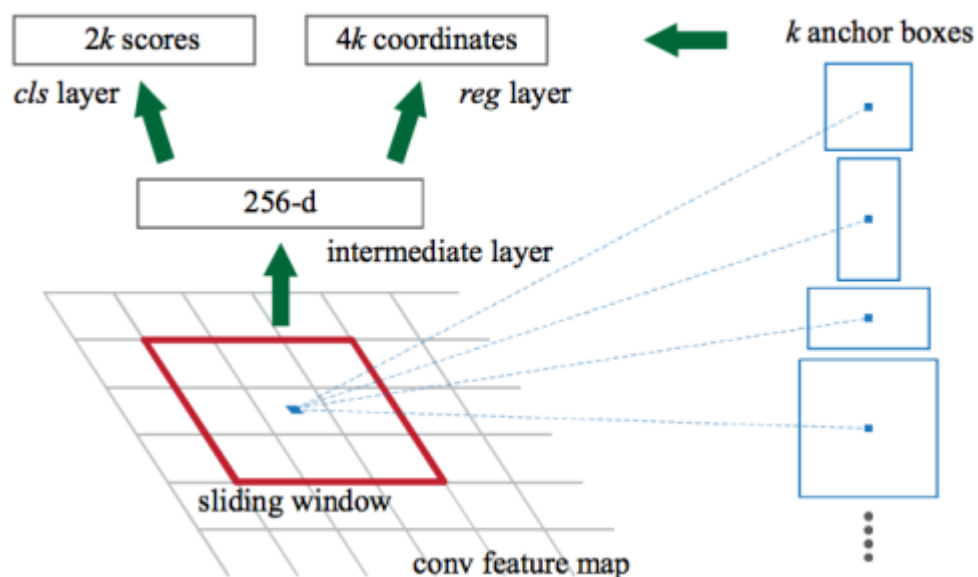 2k scores
4k coordinates
k anchor boxes
cls layer
reg layer
256-d
intermediate layer
sliding window
conv feature map